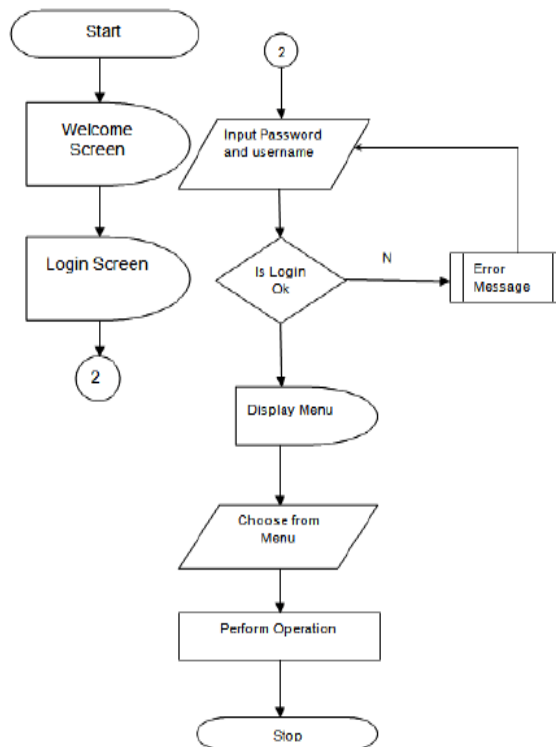 Start
Welcome
Screen
Login Screen
2
2
Input Password
and username
Is Login
Ok
N
Error
Message
Display Menu
Choose from
Menu
Perform Operation
Stop